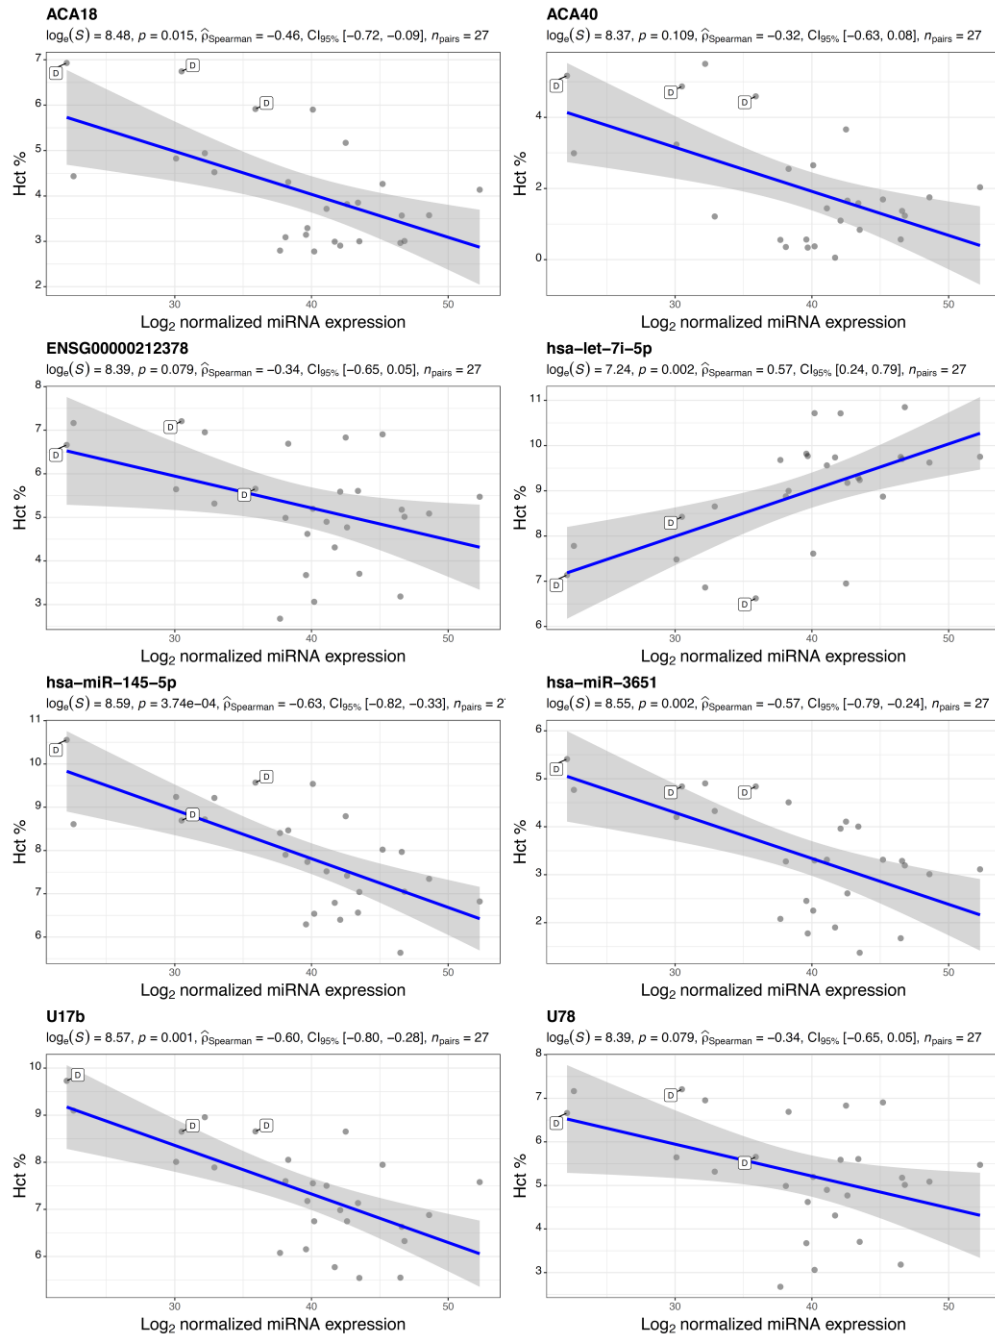 ACA18
logₑ(S) = 8.48, p = 0.015, ρ̂Spearman = −0.46, CI95% [−0.72, −0.09], npairs = 27
7
6
5
4
3
2
Hct %
D
D
D
30
40
50
Log₂ normalized miRNA expression
ACA40
logₑ(S) = 8.37, p = 0.109, ρ̂Spearman = −0.32, CI95% [−0.63, 0.08], npairs = 27
4
2
0
Hct %
D
D
D
30
40
50
Log₂ normalized miRNA expression
ENSG00000212378
logₑ(S) = 8.39, p = 0.079, ρ̂Spearman = −0.34, CI95% [−0.65, 0.05], npairs = 27
8
7
6
5
4
3
Hct %
D
D
D
30
40
50
Log₂ normalized miRNA expression
hsa−let−7i−5p
logₑ(S) = 7.24, p = 0.002, ρ̂Spearman = 0.57, CI95% [0.24, 0.79], npairs = 27
11
10
9
8
7
6
Hct %
D
D
D
30
40
50
Log₂ normalized miRNA expression
hsa−miR−145−5p
logₑ(S) = 8.59, p = 3.74e−04, ρ̂Spearman = −0.63, CI95% [−0.82, −0.33], npairs = 2
11
10
9
8
7
6
Hct %
D
D
D
30
40
50
Log₂ normalized miRNA expression
hsa−miR−3651
logₑ(S) = 8.55, p = 0.002, ρ̂Spearman = −0.57, CI95% [−0.79, −0.24], npairs = 27
6
5
4
3
2
Hct %
D
D
D
30
40
50
Log₂ normalized miRNA expression
U17b
logₑ(S) = 8.57, p = 0.001, ρ̂Spearman = −0.60, CI95% [−0.80, −0.28], npairs = 27
10
9
8
7
6
Hct %
D
D
D
30
40
50
Log₂ normalized miRNA expression
U78
logₑ(S) = 8.39, p = 0.079, ρ̂Spearman = −0.34, CI95% [−0.65, 0.05], npairs = 27
8
7
6
5
4
3
Hct %
D
D
D
30
40
50
Log₂ normalized miRNA expression